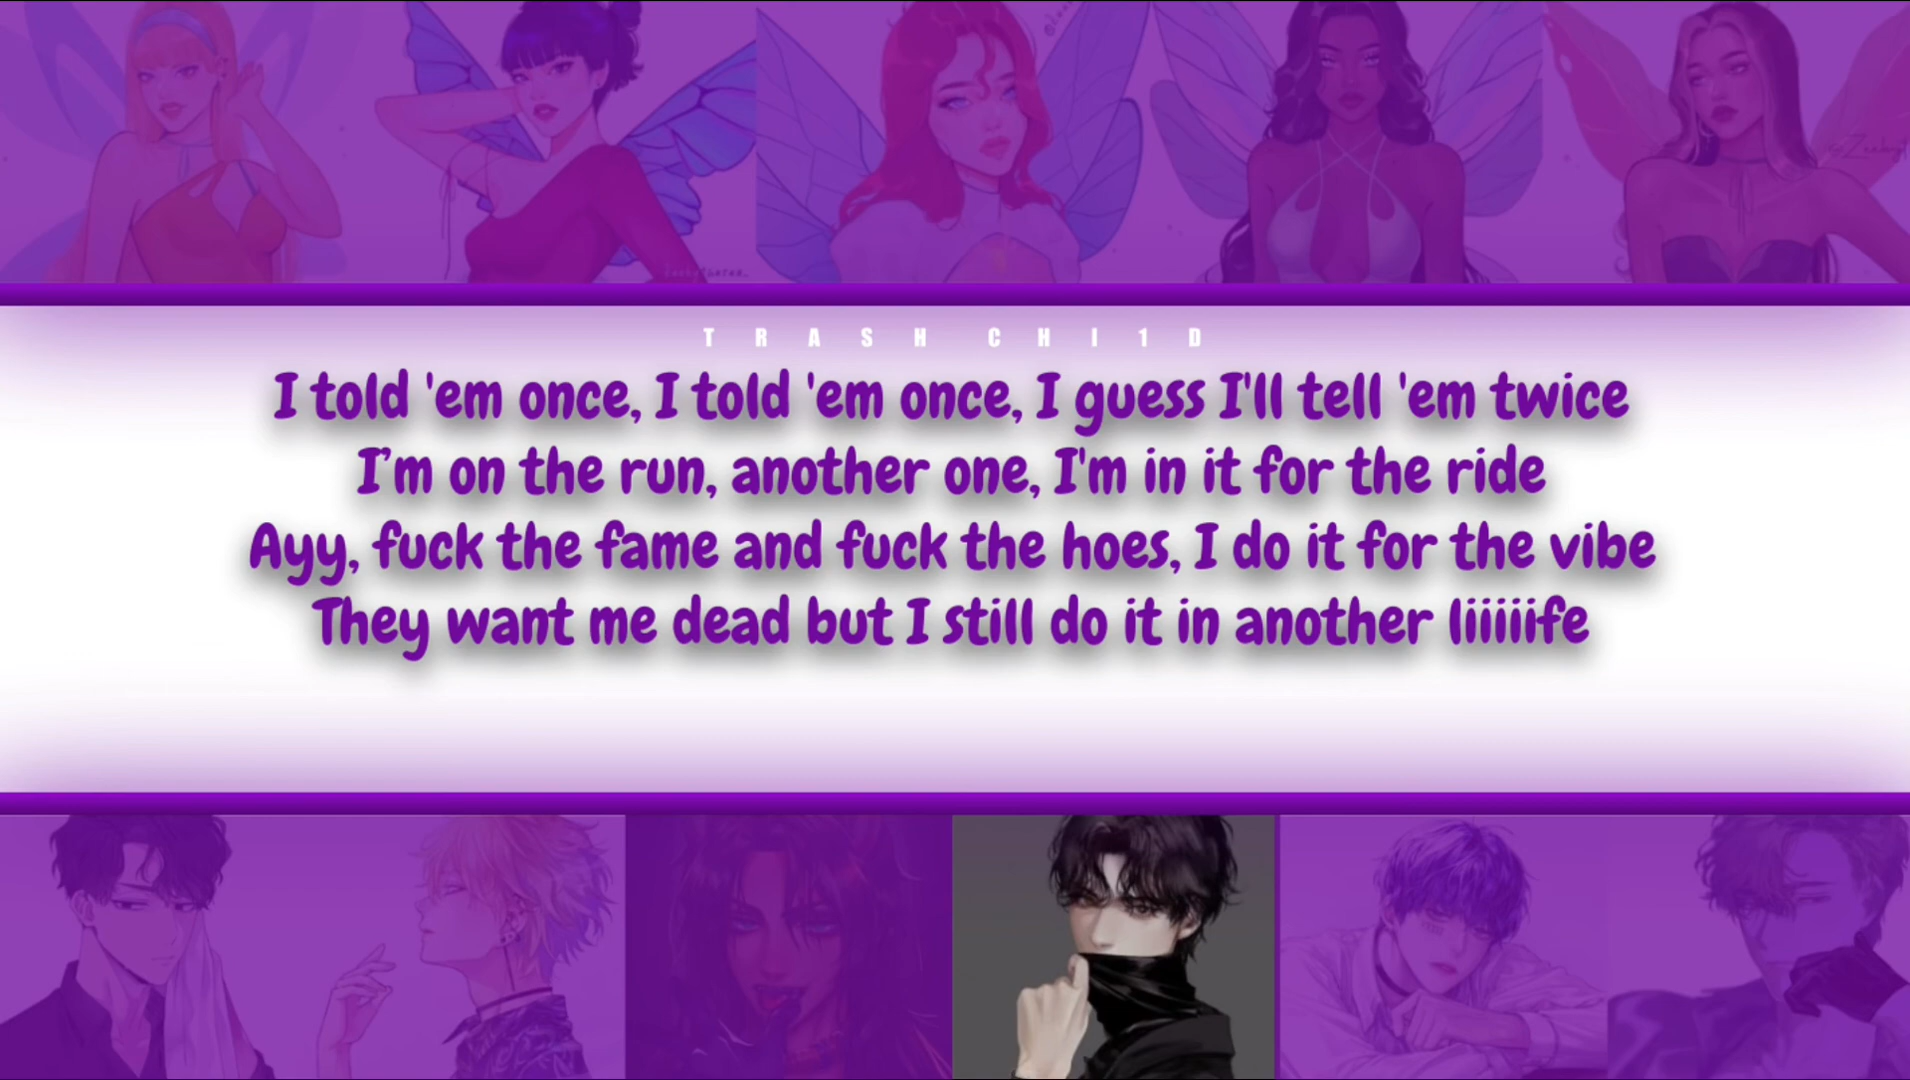 TRASH CHI1D
I told 'em once, I told 'em once, I guess I'll tell 'em twice
I'm on the run, another one, I'm in it for the ride
Ayy, fuck the fame and fuck the hoes, I do it for the vibe
They want me dead but I still do it in another liiiiife